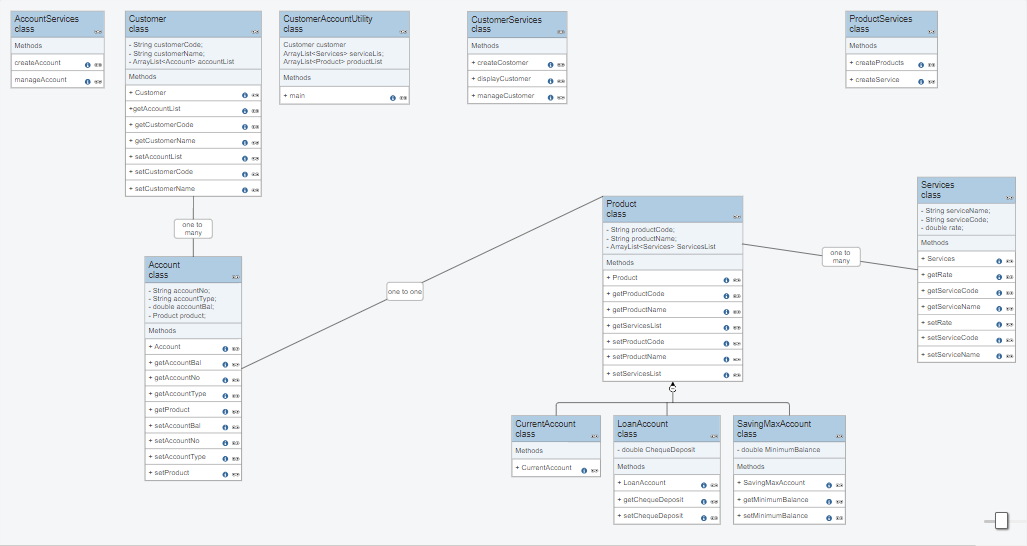 AccountServices
class
Methods
createAccount
manageAccount
Customer
class
- String customerCode;
- String customerName;
- ArrayList<Account> accountList
Methods
+ Customer
+getAccountList
+ getCustomerCode
+ getCustomerName
+ setAccountList
+ setCustomerCode
+ setCustomerName
CustomerAccountUtility
class
Customer customer
ArrayList<Services> serviceLis;
ArrayList<Product> productList
Methods
+ main
CustomerServices
class
Methods
+ createCostomer
+ displayCustomer
+ manageCustomer
ProductServices
class
Methods
+ createProducts
+ createService
one to
many
Account
class
- String accountNo;
- String accountType;
- double accountBal;
- Product product;
Methods
+ Account
+ getAccountBal
+ getAccountNo
+ getAccountType
+ getProduct
+ setAccountBal
+ setAccountNo
+ setAccountType
+ setProduct
one to one
Product
class
- String productCode;
- String productName;
- ArrayList<Services> ServicesList
Methods
+ Product
+ getProductCode
+ getProductName
+ getServicesList
+ setProductCode
+ setProductName
+ setServicesList
one to
many
Services
class
- String serviceName;
- String serviceCode;
- double rate;
Methods
+ Services
+ getRate
+ getServiceCode
+ getServiceName
+ setRate
+ setServiceCode
+ setServiceName
CurrentAccount
class
Methods
+ CurrentAccount
LoanAccount
class
- double ChequeDeposit
Methods
+ LoanAccount
+ getChequeDeposit
+ setChequeDeposit
SavingMaxAccount
class
- double MinimumBalance
Methods
+ SavingMaxAccount
+ getMinimumBalance
+ setMinimumBalance